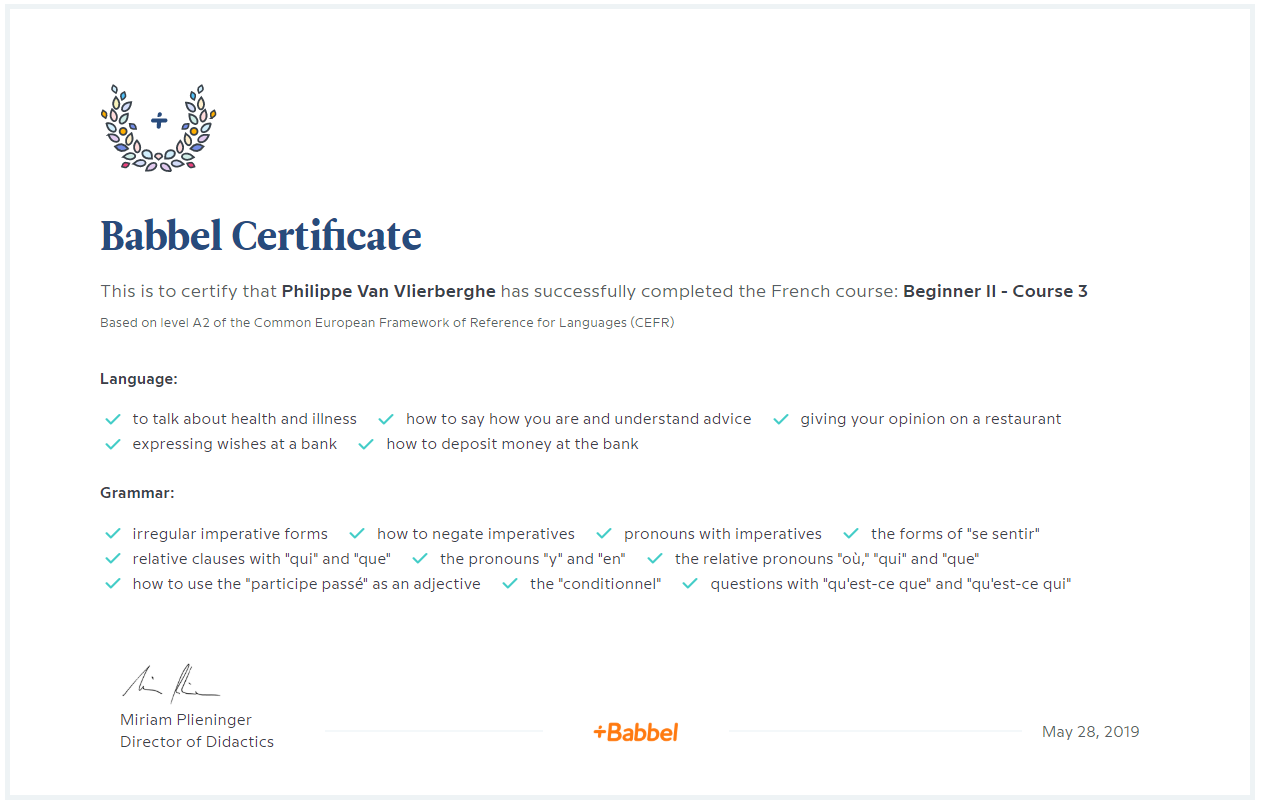 Babbel Certificate
This is to certify that Philippe Van Vlierberghe has successfully completed the French course: Beginner II - Course 3
Based on level A2 of the Common European Framework of Reference for Languages (CEFR)
Language:
to talk about health and illness how to say how you are and understand advice giving your opinion on a restaurant
expressing wishes at a bank how to deposit money at the bank
Grammar:
irregular imperative forms how to negate imperatives pronouns with imperatives the forms of "se sentir"
relative clauses with "qui" and "que" the pronouns "y" and "en" the relative pronouns "où," "qui" and "que"
how to use the "participe passé" as an adjective the "conditionnel" questions with "qu'est-ce que" and "qu'est-ce qui"
Miriam Plieninger
Director of Didactics
+Babbel
May 28, 2019